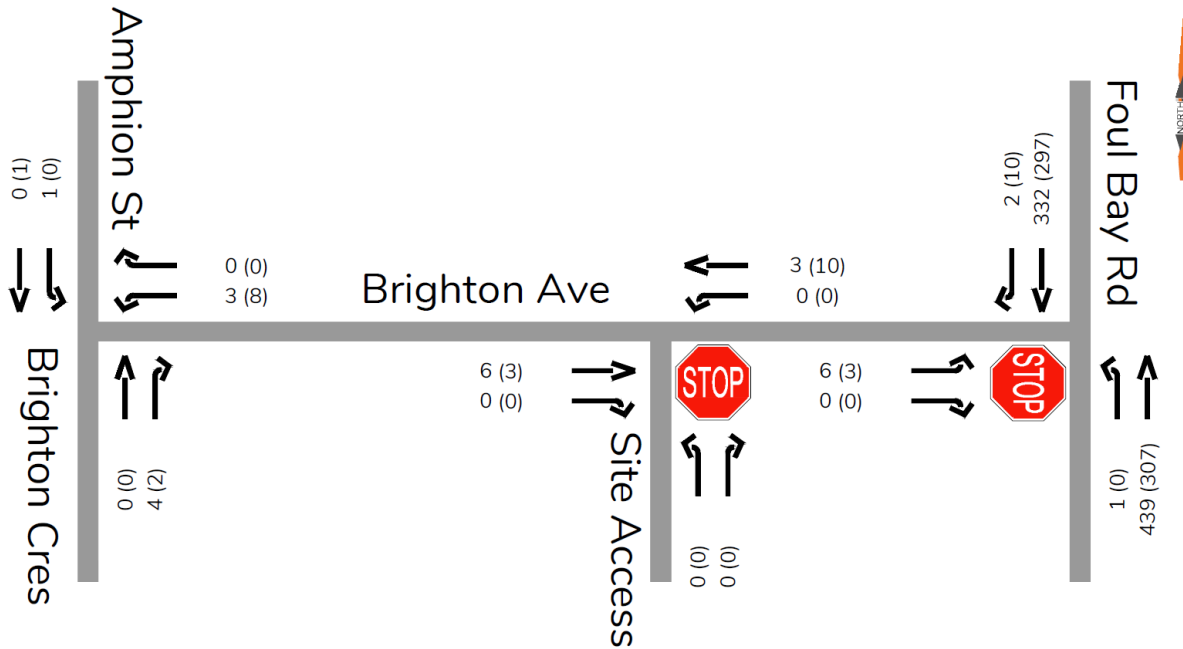 Amphion St
Foul Bay Rd
NORTH
0 (1)
1 (0)
2 (10)
332 (297)
0 (0)
3 (8)
Brighton Ave
3 (10)
0 (0)
Brighton Cres
6 (3)
0 (0)
STOP
6 (3)
0 (0)
STOP
Site Access
0 (0)
4 (2)
1 (0)
439 (307)
0 (0)
0 (0)